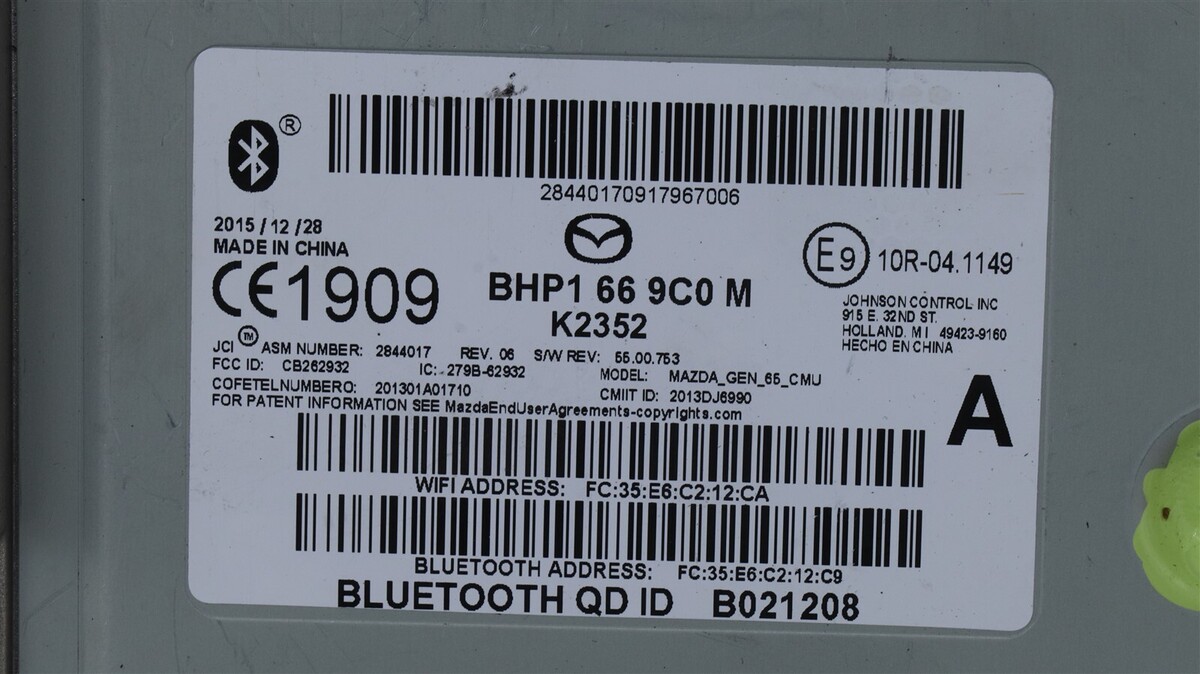 ®
28440170917967006
2015/12/28
MADE IN CHINA
CE1909
BHP1 66 9C0 M
K2352
E9 10R-04.1149
JOHNSON CONTROL INC
915 E. 32ND ST.
HOLLAND. MI 49423-9160
HECHO EN CHINA
JCI ™ ASM NUMBER: 2844017 REV. 06 S/W REV: 55.00.753
FCC ID: CB262932 IC: 279B-62932 MODEL: MAZDA_GEN_65_CMU
COFETELNUMBERO: 201301A01710 CMIIT ID: 2013DJ6990
FOR PATENT INFORMATION SEE MazdaEndUserAgreements-copyrights.com
A
WIFI ADDRESS: FC:35:E6:C2:12:CA
BLUETOOTH ADDRESS: FC:35:E6:C2:12:C9
BLUETOOTH QD ID B021208